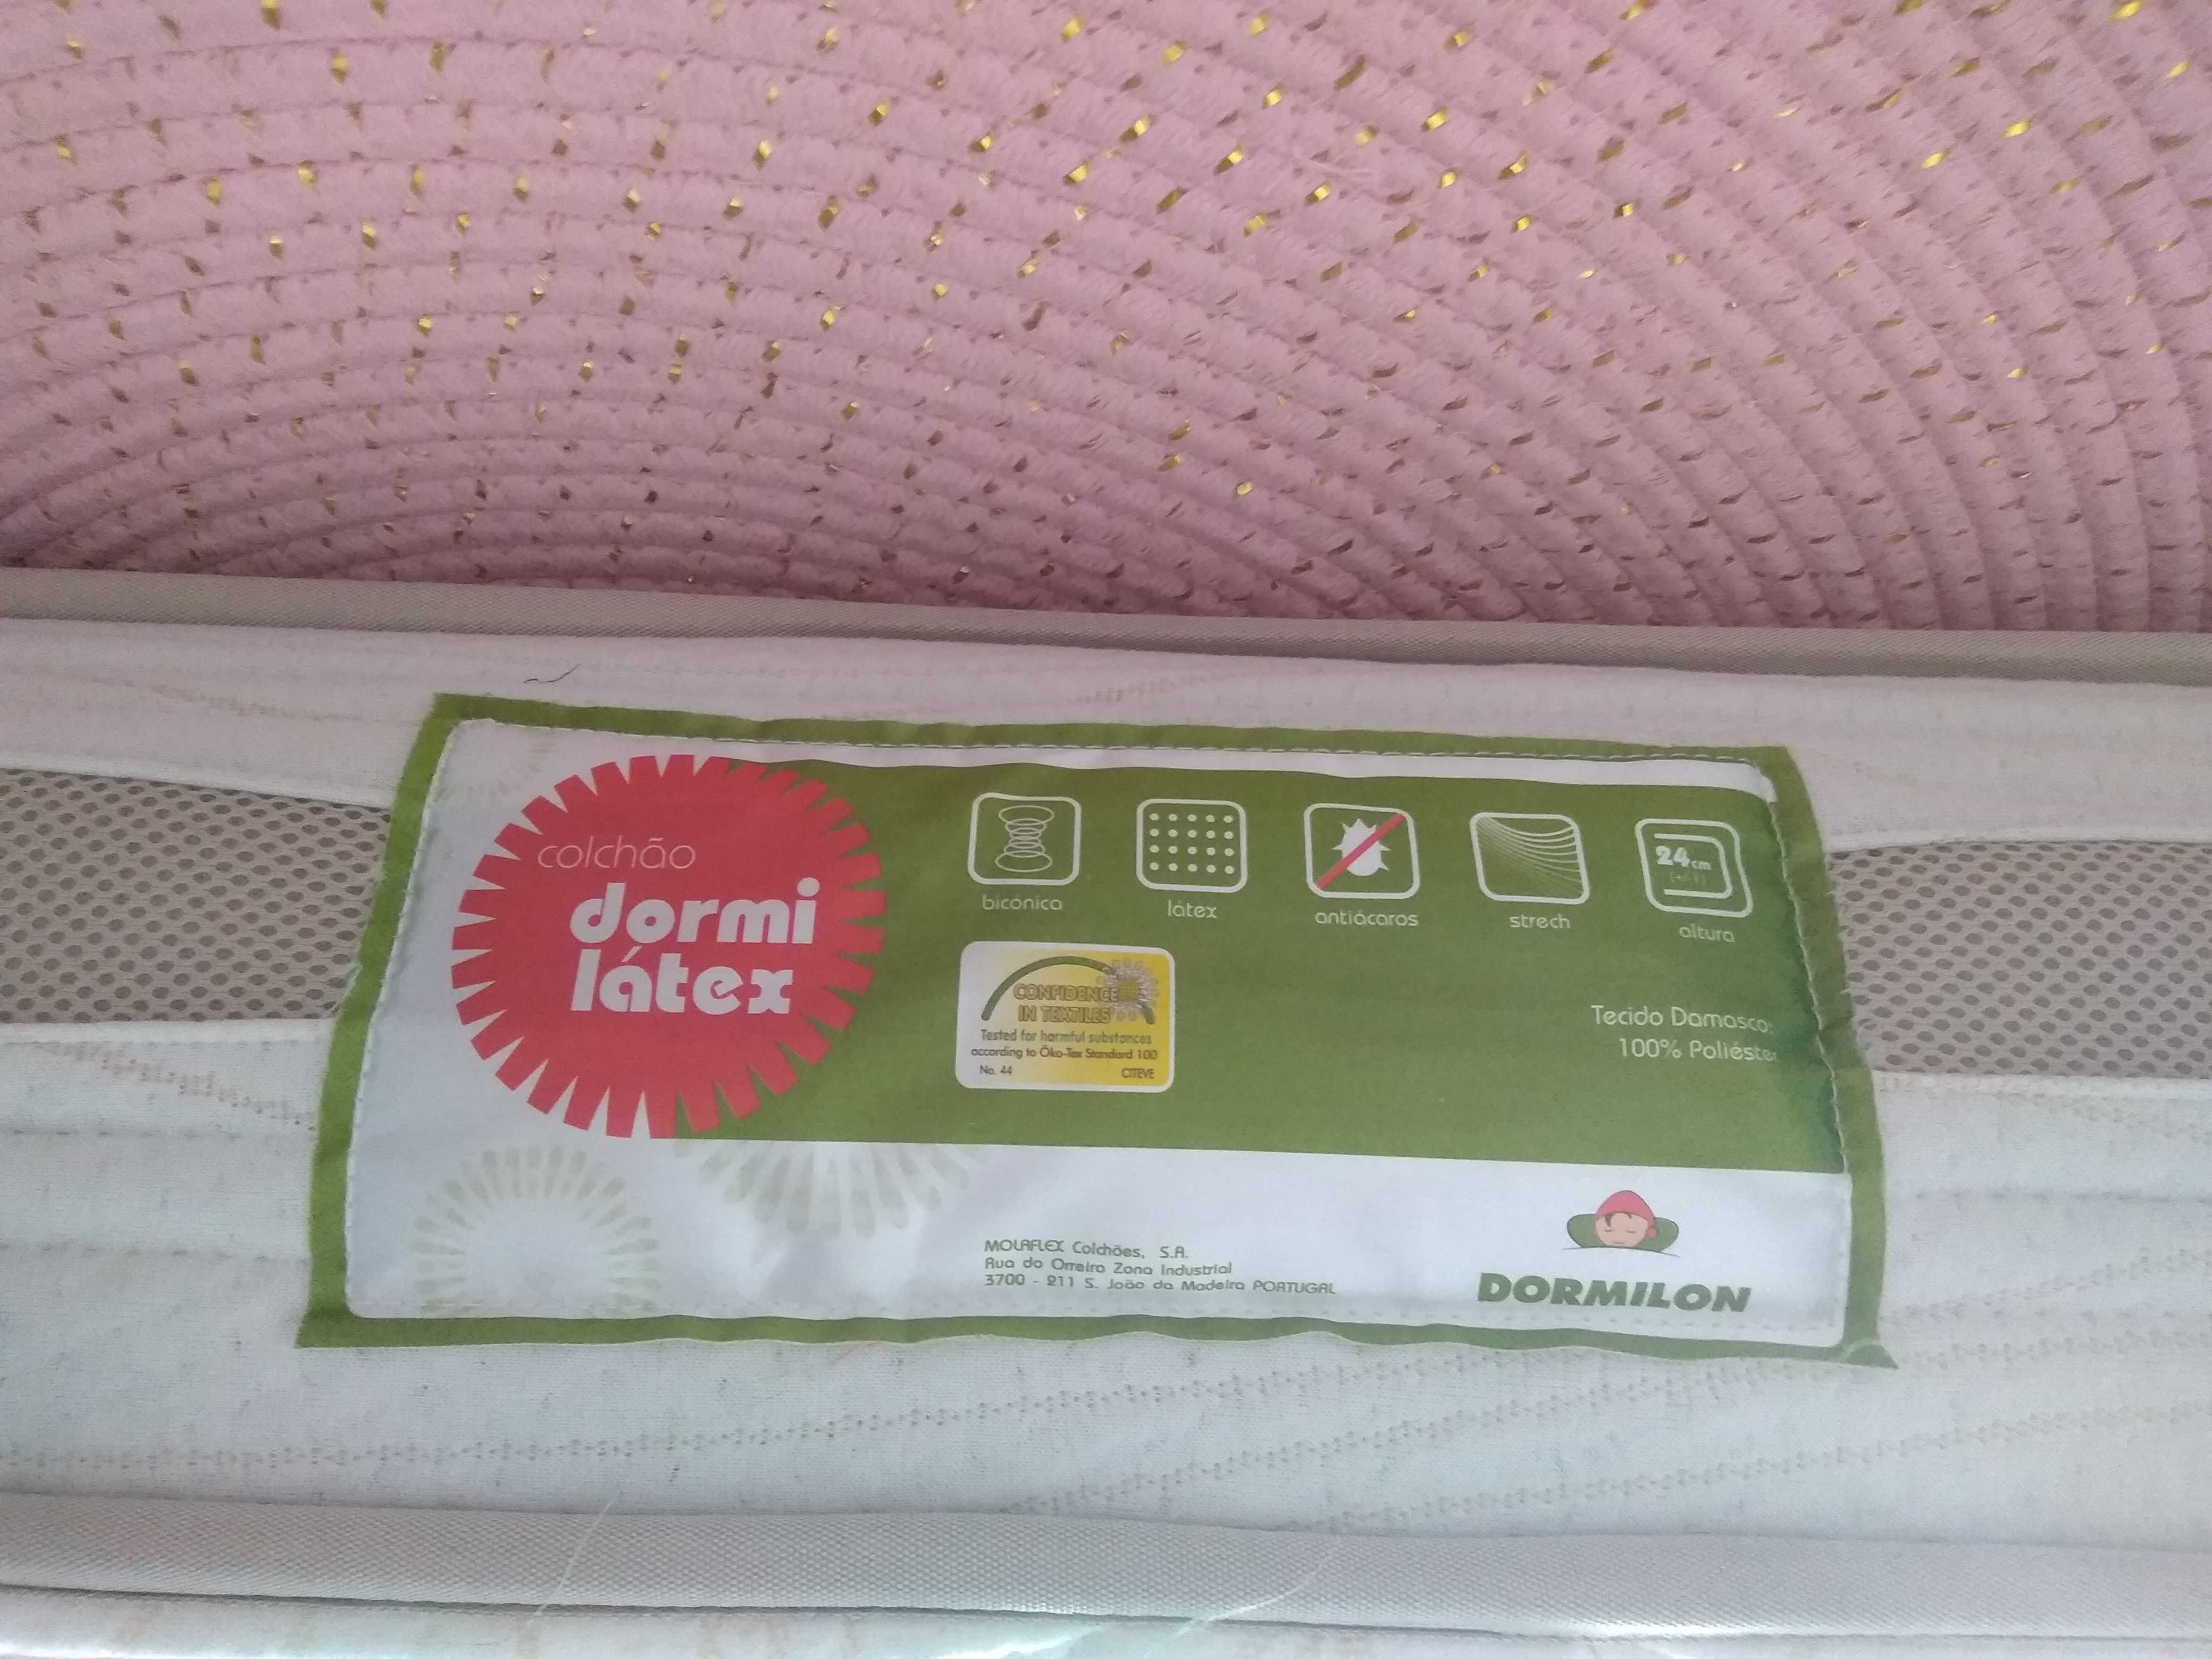 colchão
dormi
látex
bicónica
látex
antiácaros
strech
24cm
(+/-1)
altura
CONFIDENCE
IN TEXTILES
Tested for harmful substances
according to Öko-Tex Standard 100
No. 44 CITEVE
Tecido Damasco:
100% Poliéster
MOLAFLEX Colchões, S.A.
Rua do Orreiro Zona Industrial
3700 - 211 S. João da Madeira PORTUGAL
DORMILON